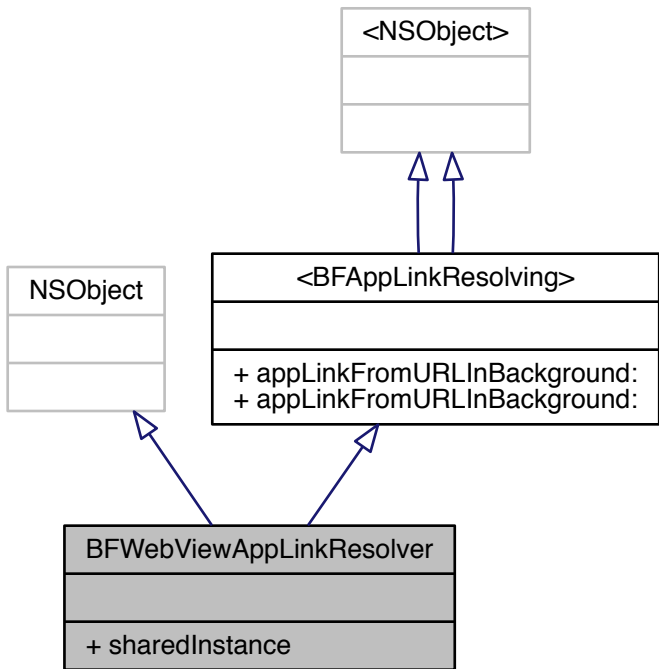 <NSObject>
NSObject
<BFAppLinkResolving>
+ appLinkFromURLInBackground:
+ appLinkFromURLInBackground:
BFWebViewAppLinkResolver
+ sharedInstance